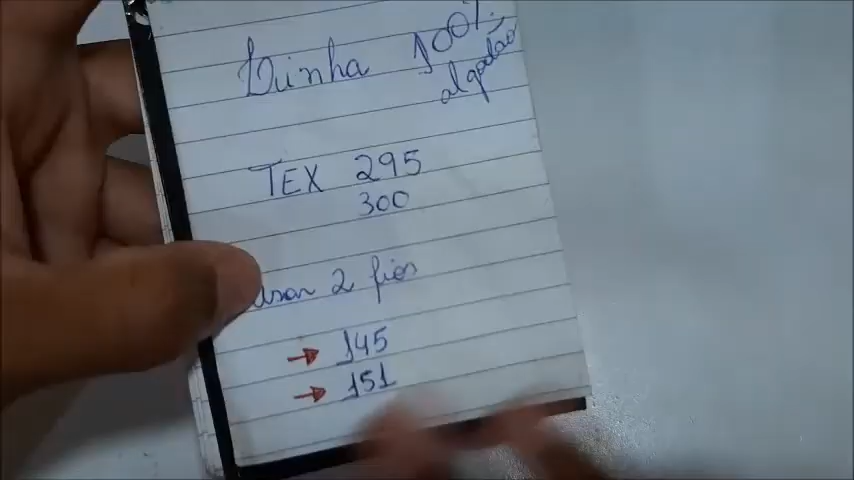 Linha 100%
algodão
TEX 295
300
usar 2 fios
→ 145
→ 151